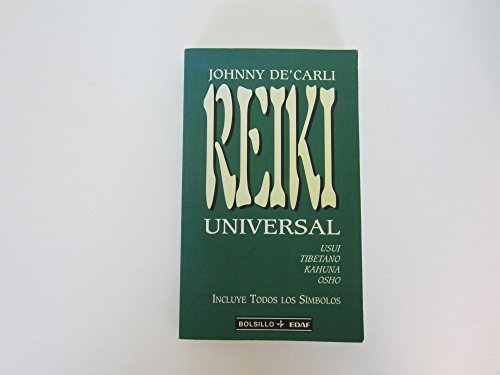 JOHNNY DE'CARLI
REIKI
UNIVERSAL
USUI
TIBETANO
KAHUNA
OSHO
INCLUYE TODOS LOS SÍMBOLOS
BOLSILLO EDAF